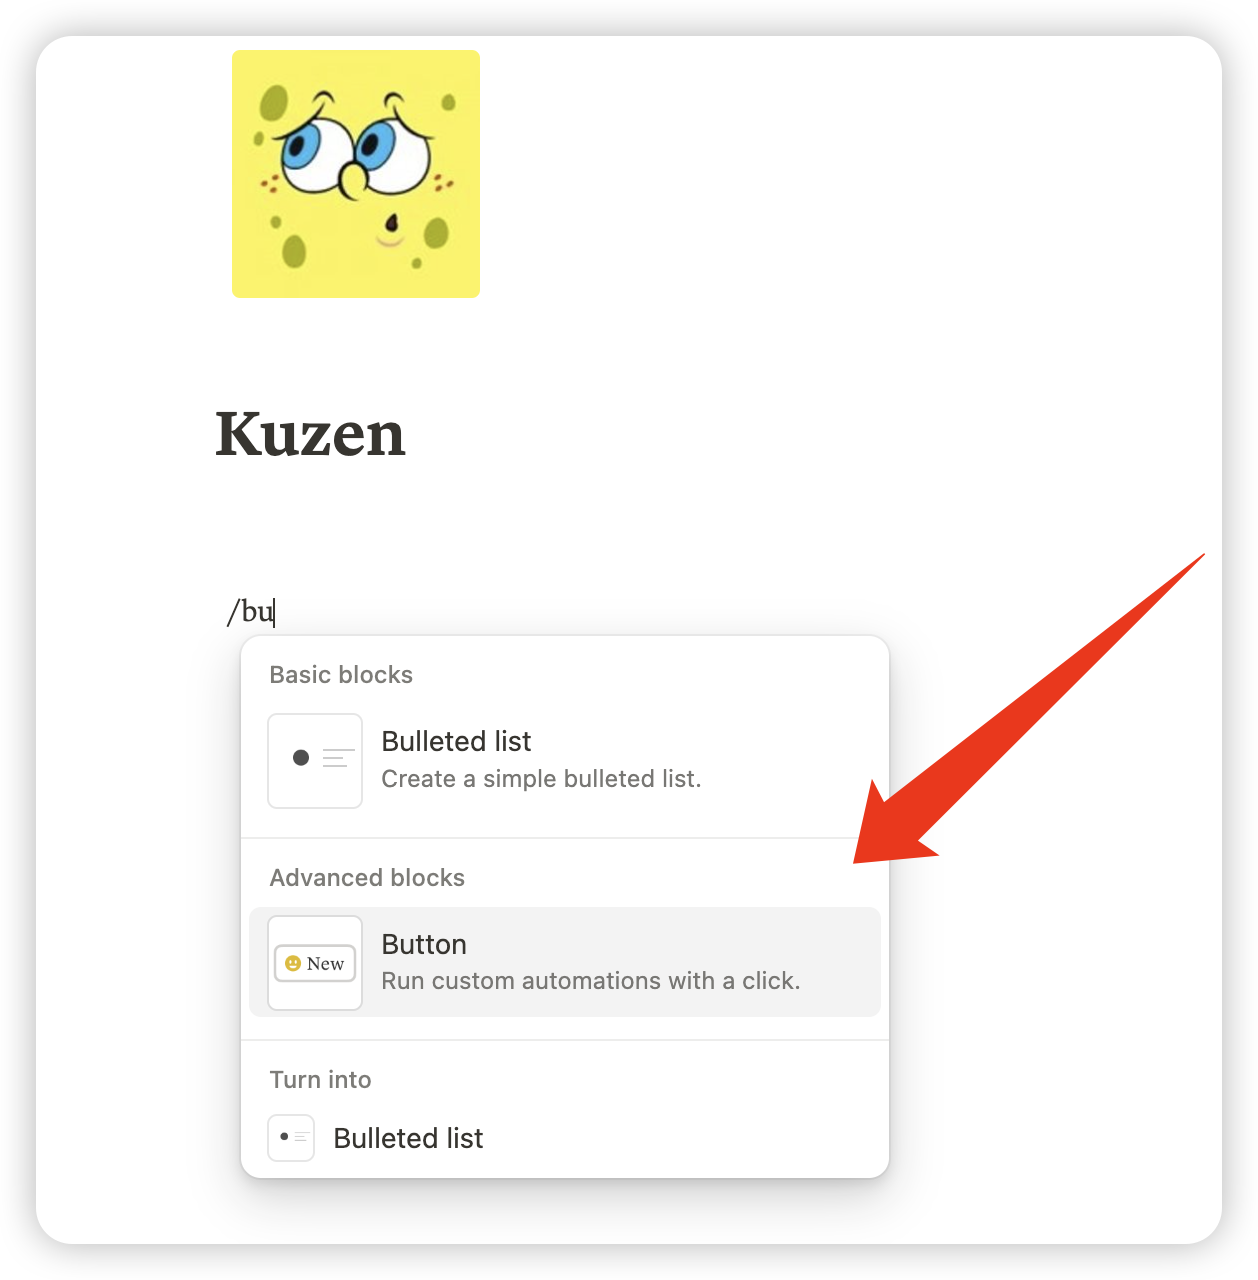 Kuzen
/bu
Basic blocks
Bulleted list
Create a simple bulleted list.
Advanced blocks
New
Button
Run custom automations with a click.
Turn into
Bulleted list